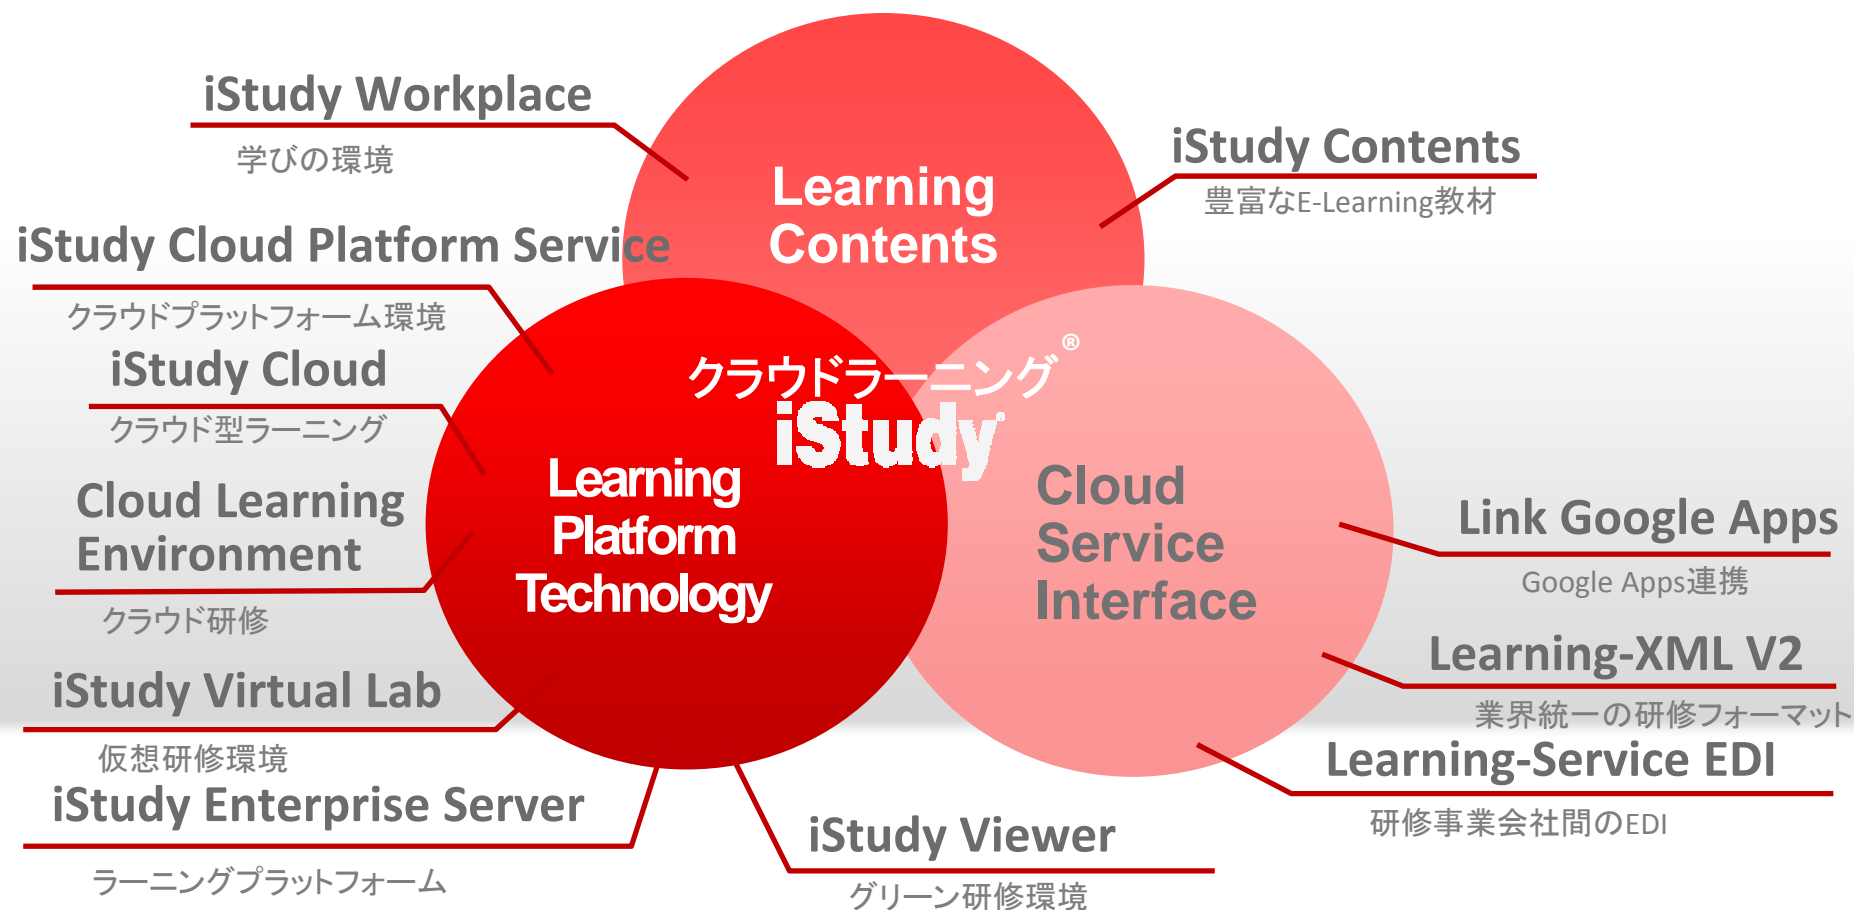 iStudy Workplace
学びの環境
iStudy Contents
豊富なE-Learning教材
Learning
Contents
iStudy Cloud Platform Service
クラウドプラットフォーム環境
iStudy Cloud
クラウド型ラーニング
クラウドラーニング®
iStudy®
Cloud Learning
Environment
クラウド研修
Learning
Platform
Technology
Cloud
Service
Interface
Link Google Apps
Google Apps連携
Learning-XML V2
業界統一の研修フォーマット
iStudy Virtual Lab
仮想研修環境
Learning-Service EDI
研修事業会社間のEDI
iStudy Enterprise Server
ラーニングプラットフォーム
iStudy Viewer
グリーン研修環境